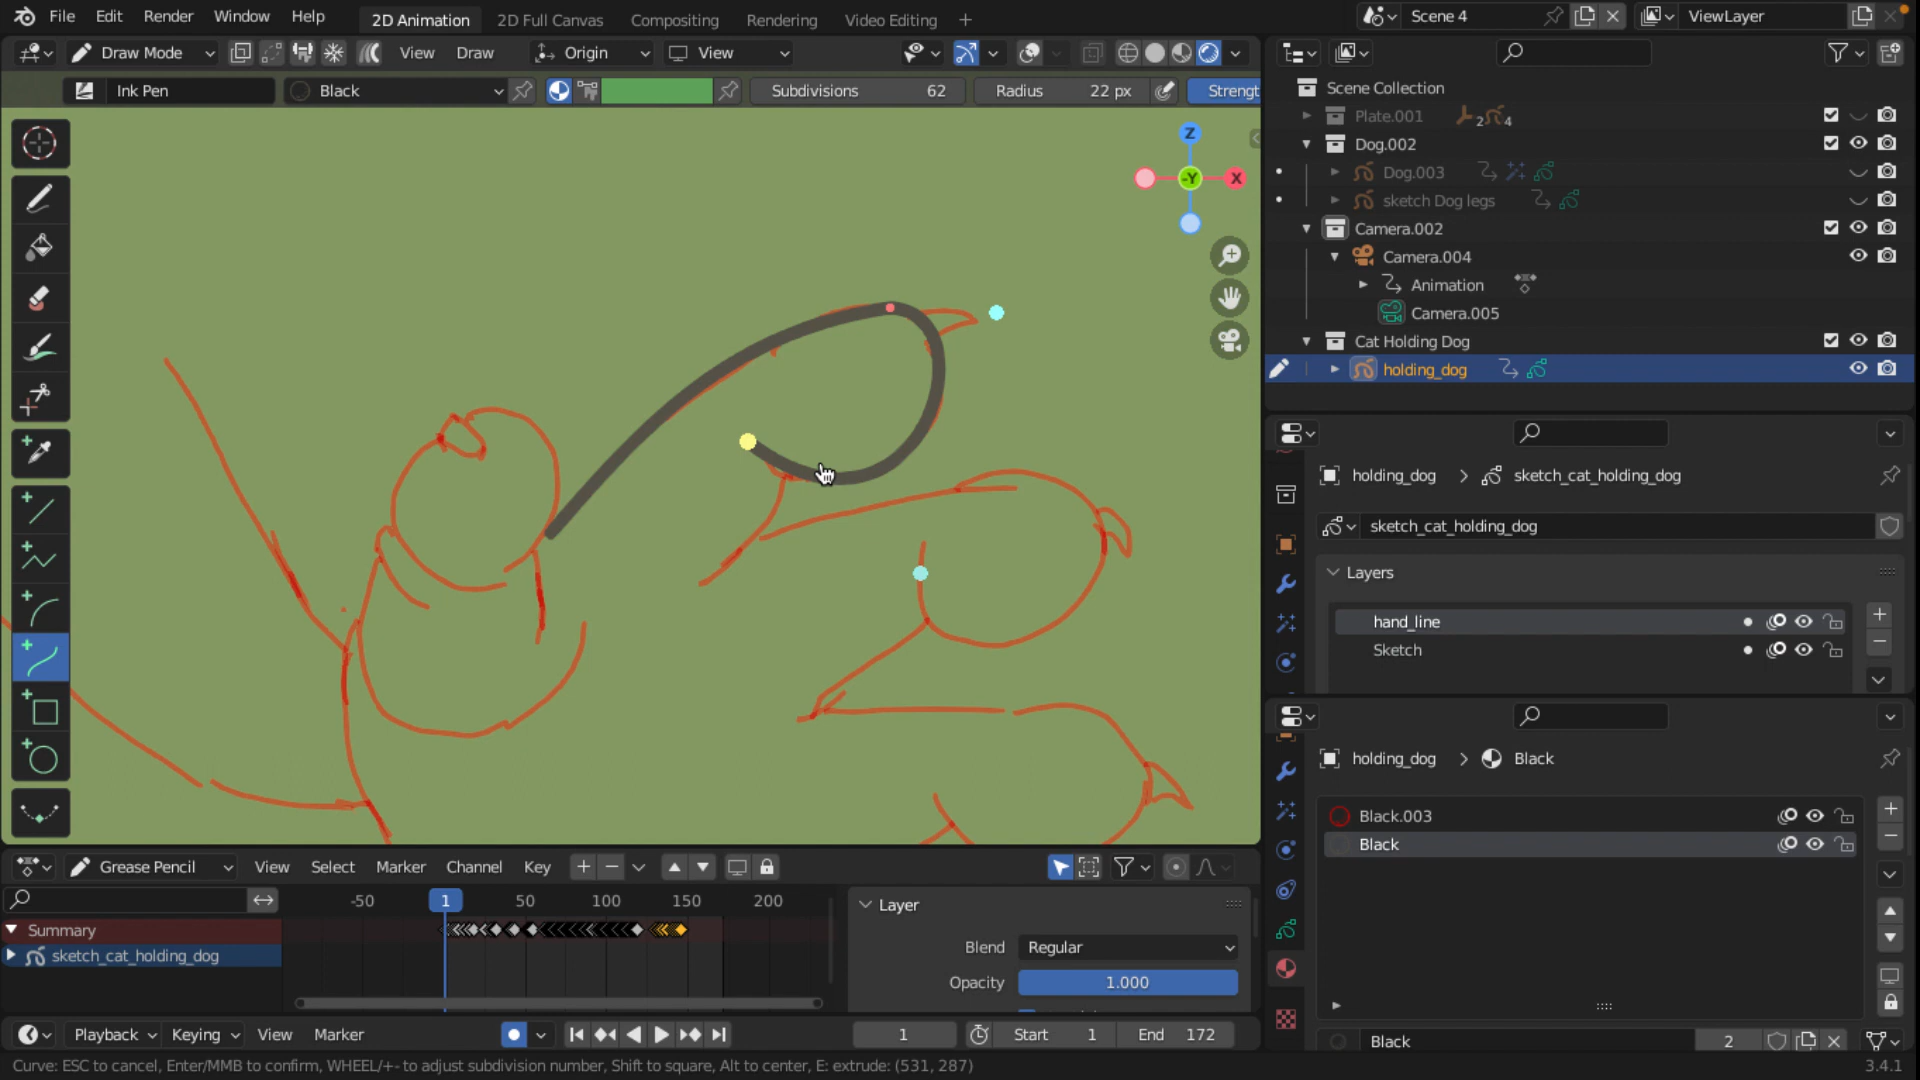 File Edit Render Window Help 2D Animation 2D Full Canvas Compositing Rendering Video Editing + Scene 4 ViewLayer
Draw Mode View Draw Origin View
Ink Pen Black Subdivisions 62 Radius 22 px Strengt
Z
-Y X
Scene Collection
Plate.001 2 4
Dog.002
Dog.003
sketch Dog legs
Camera.002
Camera.004
Animation
Camera.005
Cat Holding Dog
holding_dog
holding_dog > sketch_cat_holding_dog
sketch_cat_holding_dog
Layers
hand_line
Sketch
holding_dog > Black
Black.003
Black
Black 2
Grease Pencil View Select Marker Channel Key
-50 1 50 100 150 200
Summary
sketch_cat_holding_dog
Layer
Blend Regular
Opacity 1.000
Playback Keying View Marker 1 Start 1 End 172
Curve: ESC to cancel, Enter/MMB to confirm, WHEEL/+- to adjust subdivision number, Shift to square, Alt to center, E: extrude: (531, 287) 3.4.1